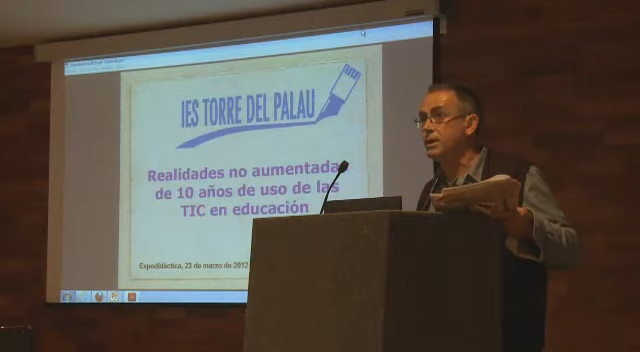 IES TORRE DEL PALAU
Realidades no aumentada
de 10 años de uso de las
TIC en educación
Expodidáctica, 23 de marzo de 2012